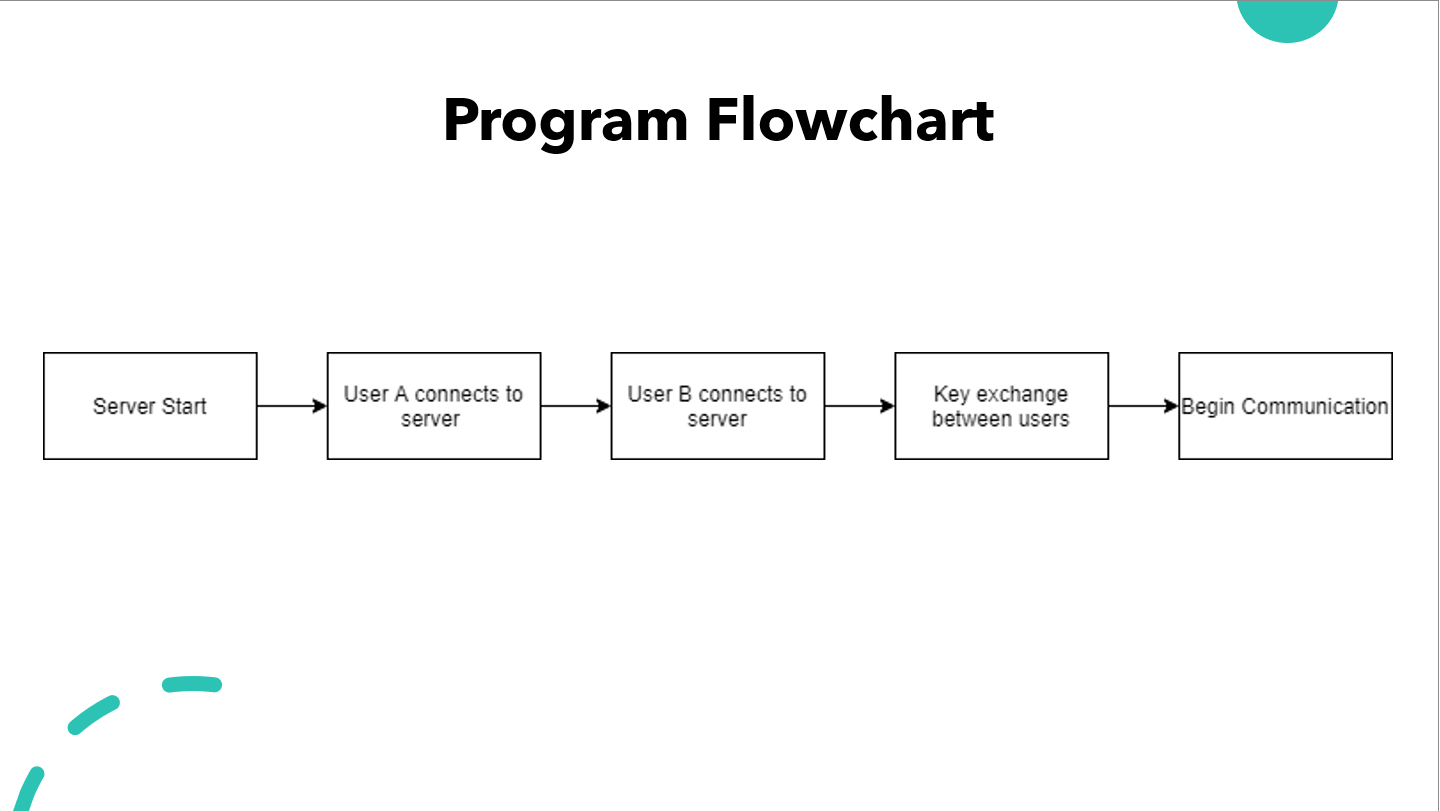 Program Flowchart
Server Start
User A connects to
server
User B connects to
server
Key exchange
between users
Begin Communication